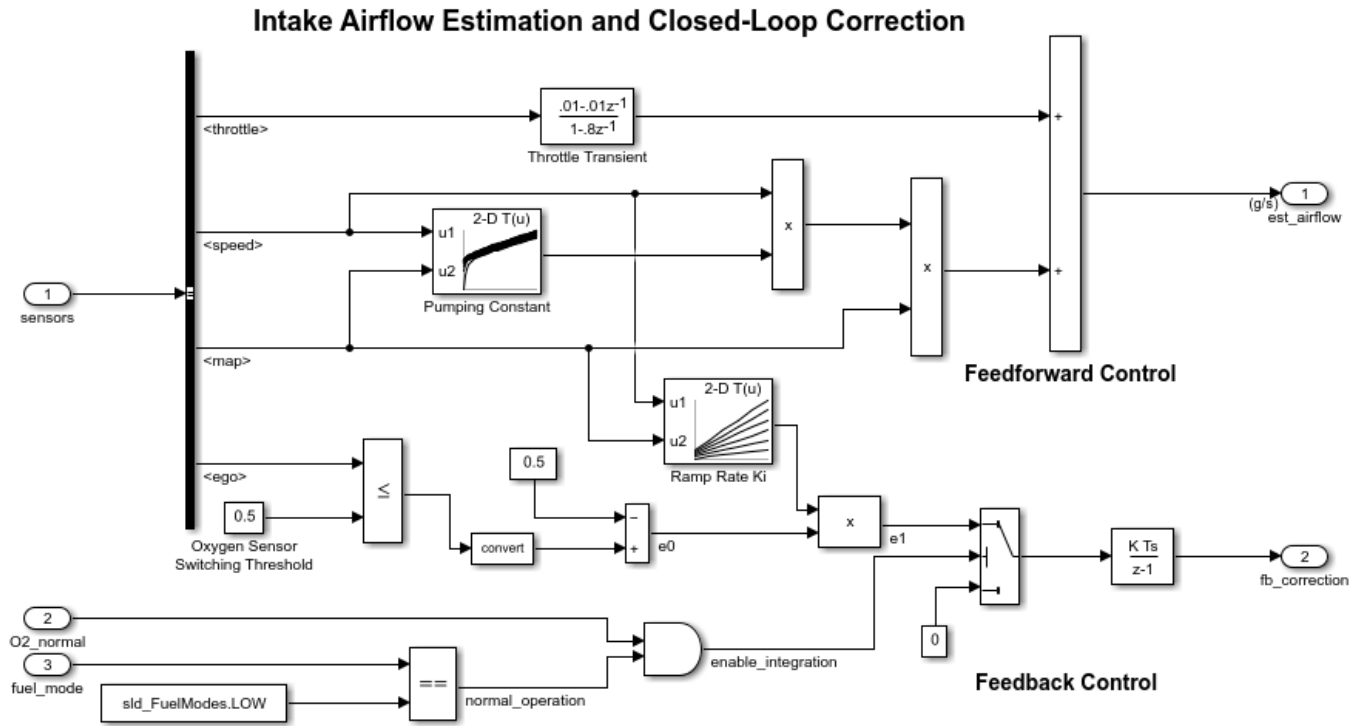 Intake Airflow Estimation and Closed-Loop Correction
<throttle>
.01-.01z-1
1-.8z-1
Throttle Transient
+
<speed>
2-D T(u)
u1
u2
Pumping Constant
x
x
+
(g/s)
1
est_airflow
1
sensors
<map>
Feedforward Control
2-D T(u)
u1
u2
Ramp Rate Ki
<ego>
0.5
Oxygen Sensor
Switching Threshold
≤
convert
0.5
−
+
e0
x
e1
K Ts
z-1
2
fb_correction
0
2
O2_normal
3
fuel_mode
sld_FuelModes.LOW
==
normal_operation
enable_integration
Feedback Control